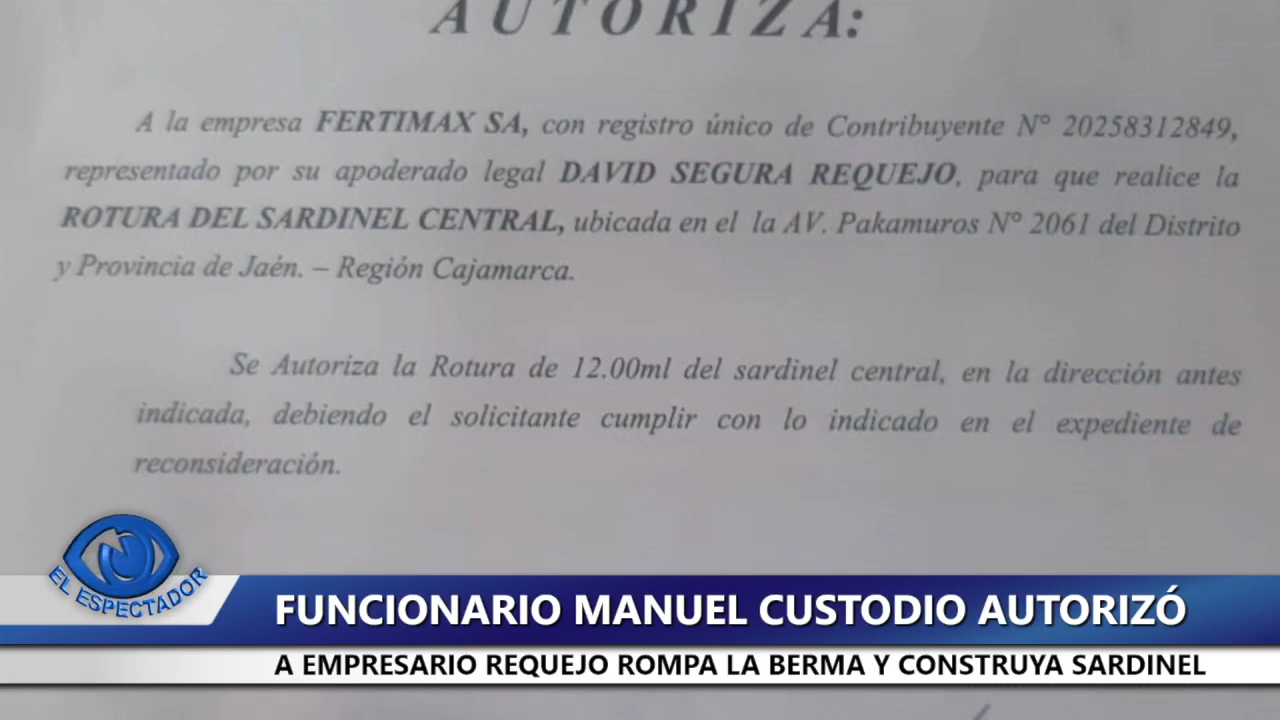 AUTORIZA:
A la empresa FERTIMAX SA, con registro único de Contribuyente N° 20258312849,
representado por su apoderado legal DAVID SEGURA REQUEJO, para que realice la
ROTURA DEL SARDINEL CENTRAL, ubicada en el la AV. Pakamuros N° 2061 del Distrito
y Provincia de Jaén. – Región Cajamarca.
Se Autoriza la Rotura de 12.00ml del sardinel central, en la dirección antes
indicada, debiendo el solicitante cumplir con lo indicado en el expediente de
reconsideración.
EL ESPECTADOR
FUNCIONARIO MANUEL CUSTODIO AUTORIZÓ
A EMPRESARIO REQUEJO ROMPA LA BERMA Y CONSTRUYA SARDINEL